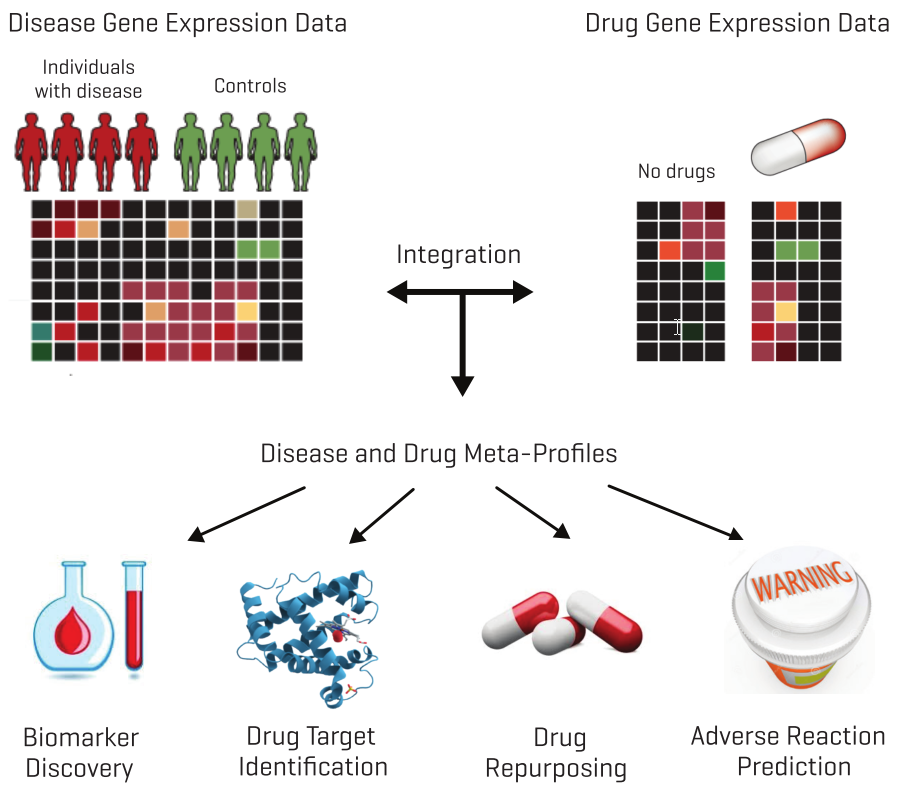 Disease Gene Expression Data
Drug Gene Expression Data
Individuals
with disease
Controls
No drugs
Integration
Disease and Drug Meta-Profiles
WARNING
Biomarker
Discovery
Drug Target
Identification
Drug
Repurposing
Adverse Reaction
Prediction